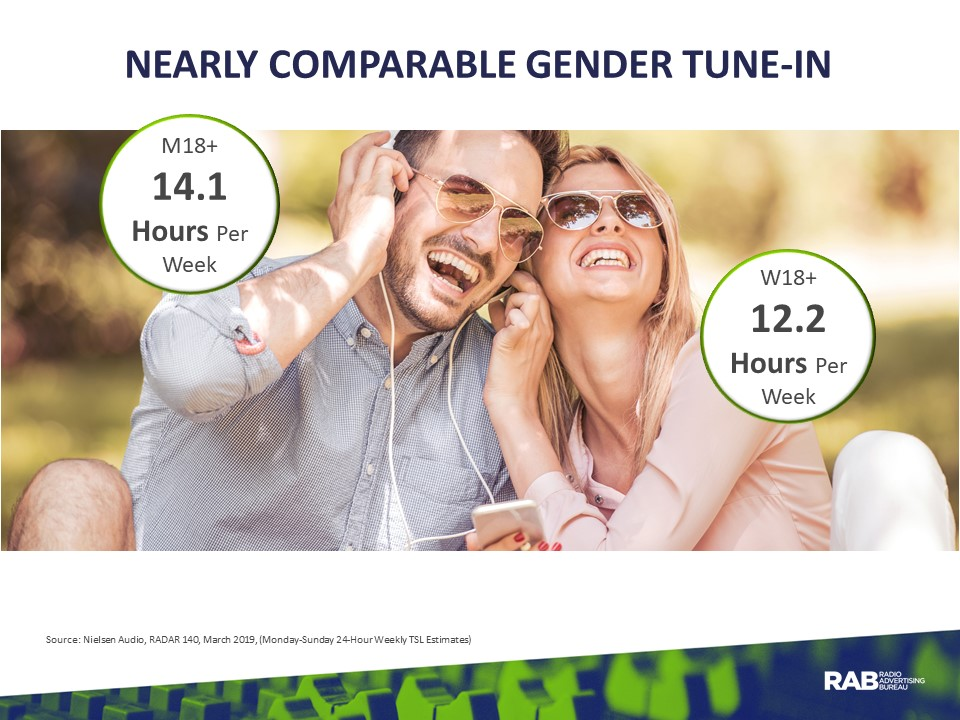 NEARLY COMPARABLE GENDER TUNE-IN
M18+
14.1
Hours Per
Week
W18+
12.2
Hours Per
Week
Source: Nielsen Audio, RADAR 140, March 2019, (Monday-Sunday 24-Hour Weekly TSL Estimates)
RAB RADIO
ADVERTISING
BUREAU